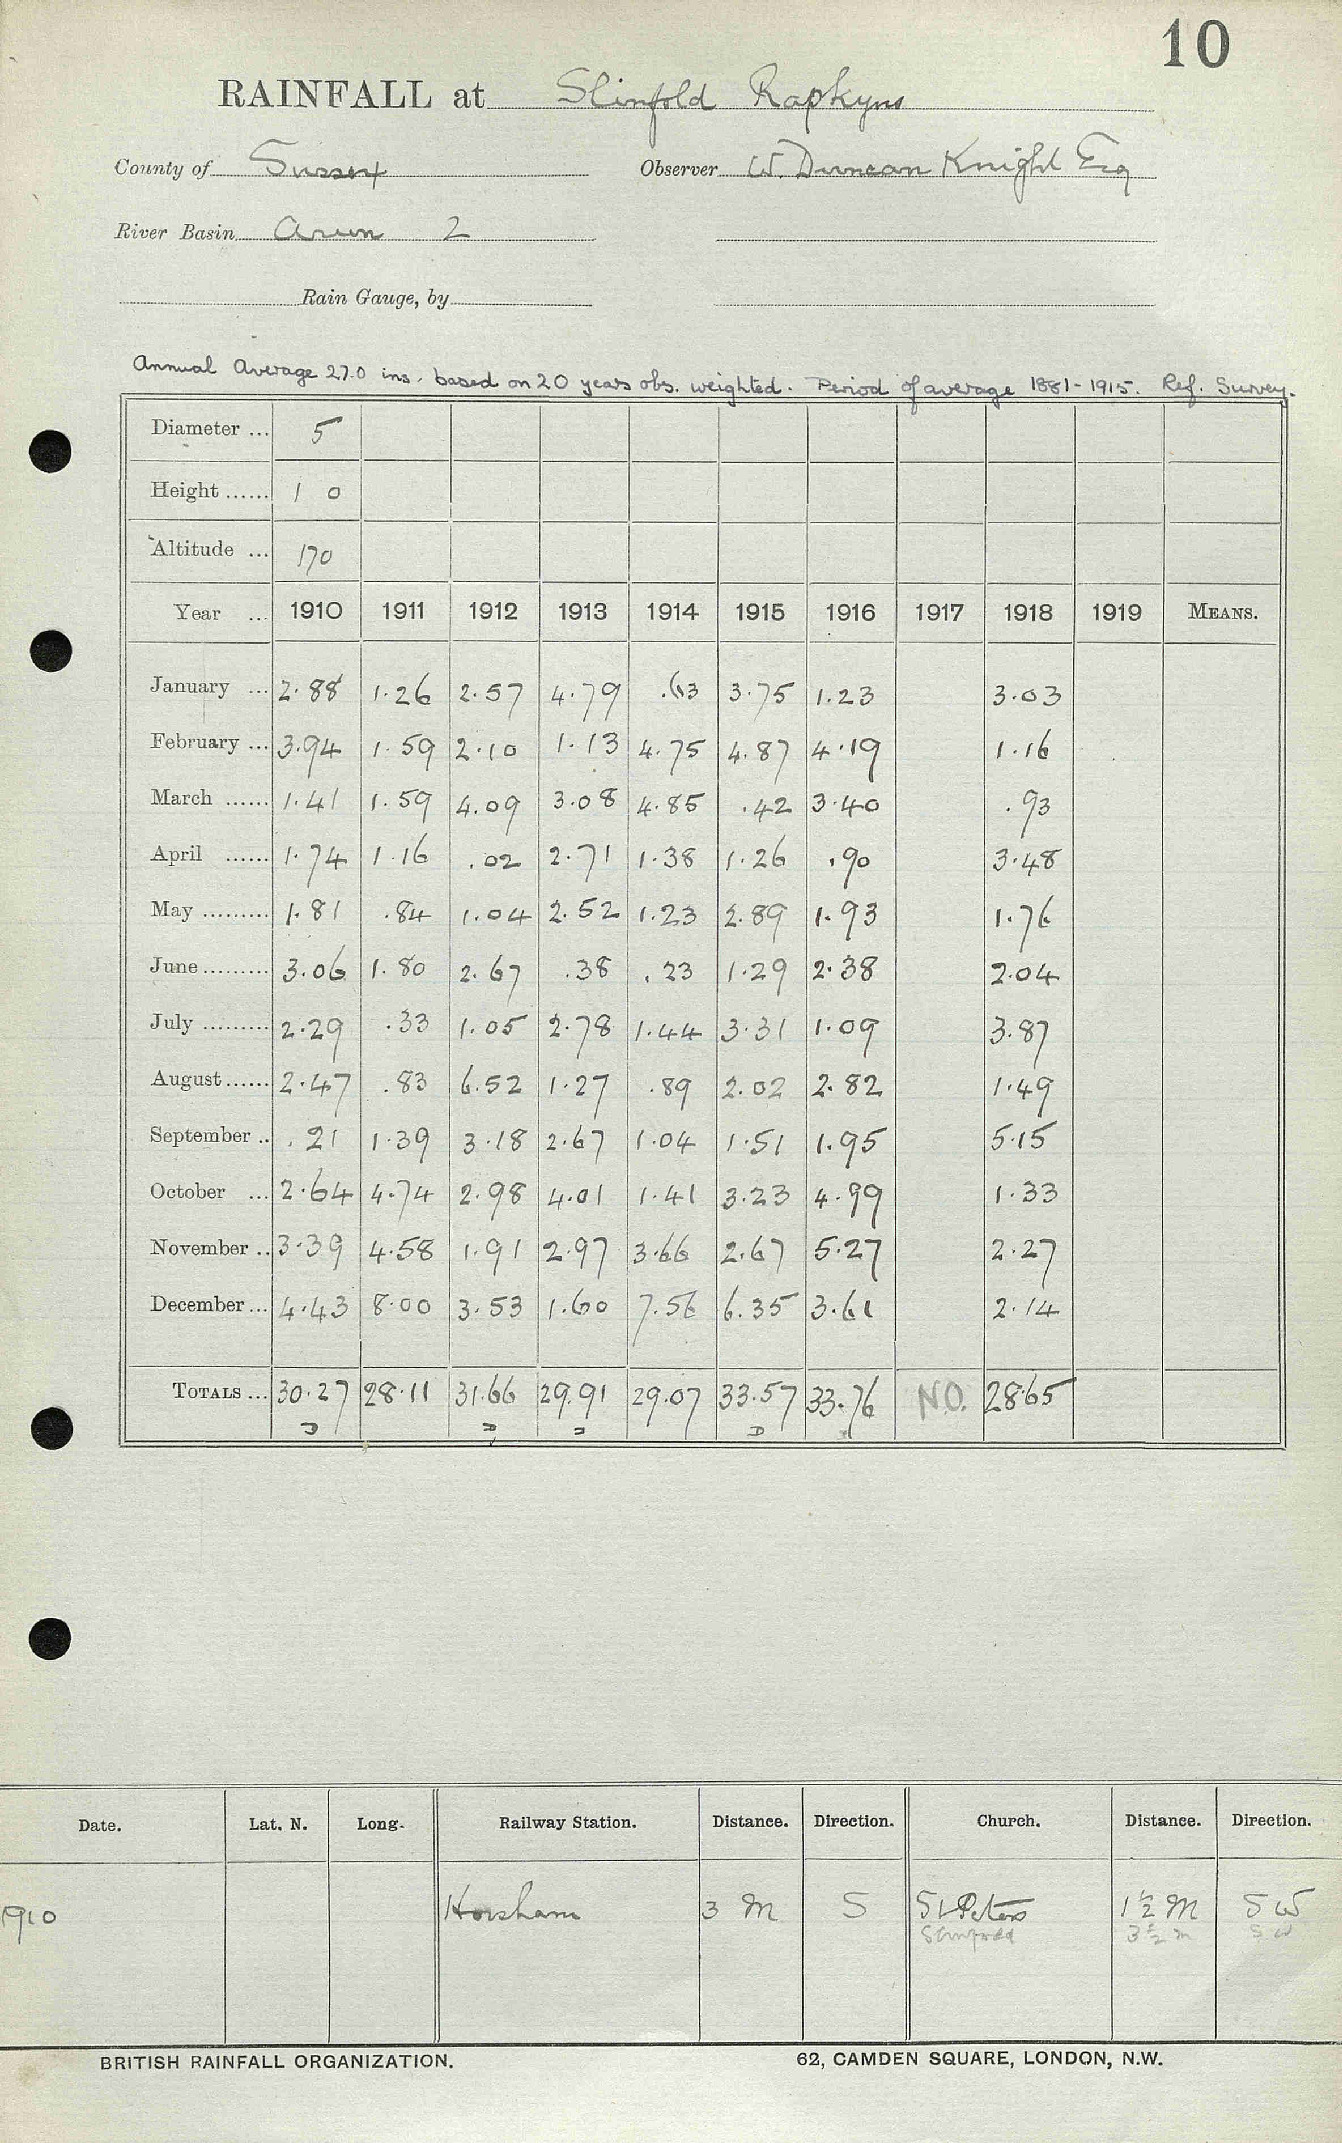 10
RAINFALL at Slinfold Rapkyns
County of Sussex Observer W. Duncan Knight Esq
River Basin Arun 2
Rain Gauge, by
Annual Average 27.0 ins. based on 20 years obs. weighted. Period of average 1881-1915. Ref. Survey.
Diameter ... 5
Height ...... 1 0
Altitude ... 170
Year ... 1910 1911 1912 1913 1914 1915 1916 1917 1918 1919 MEANS.
January ... 2.88 1.26 2.57 4.79 .63 3.75 1.23 3.03
February ... 3.94 1.59 2.10 1.13 4.75 4.87 4.19 1.16
March ...... 1.41 1.59 4.09 3.08 4.85 .42 3.40 .93
April ...... 1.74 1.16 .02 2.71 1.38 1.26 .90 3.48
May ......... 1.81 .84 1.04 2.52 1.23 2.89 1.93 1.76
June ......... 3.06 1.80 2.67 .38 .23 1.29 2.38 2.04
July ......... 2.29 .33 1.05 2.78 1.44 3.31 1.09 3.87
August ...... 2.47 .83 6.52 1.27 .89 2.02 2.82 1.49
September .. .21 1.39 3.18 2.67 1.04 1.51 1.95 5.15
October ... 2.64 4.74 2.98 4.01 1.41 3.23 4.99 1.33
November .. 3.39 4.58 1.91 2.97 3.66 2.67 5.27 2.27
December ... 4.43 8.00 3.53 1.60 7.56 6.35 3.61 2.14
TOTALS ... 30.27 28.11 31.66 29.91 29.07 33.57 33.76 N.O. 28.65
D D D D
Date. Lat. N. Long. Railway Station. Distance. Direction. Church. Distance. Direction.
1910 Horsham 3 M S St Peters 1½ M SW
Slinfold 3½ m SW
BRITISH RAINFALL ORGANIZATION. 62, CAMDEN SQUARE, LONDON, N.W.